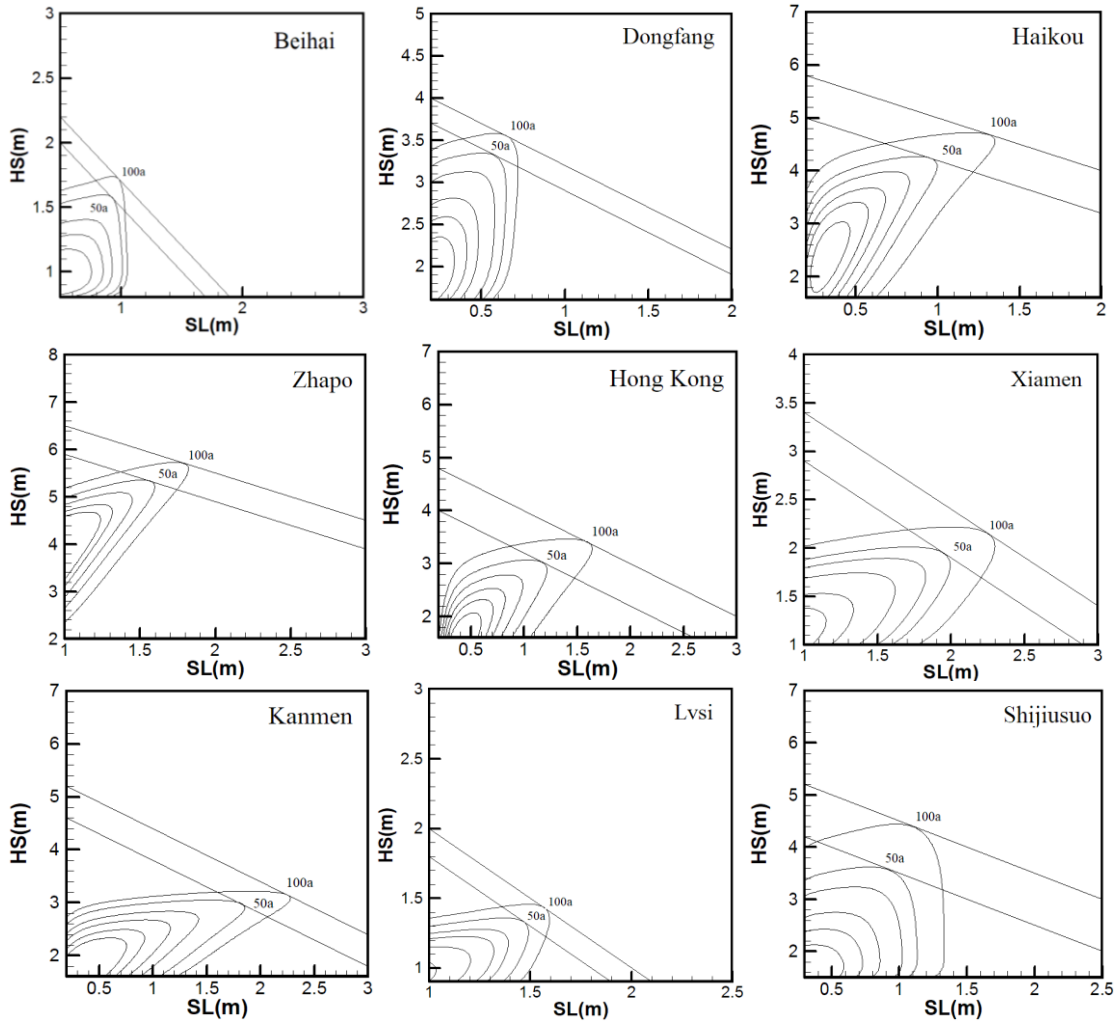 Beihai
3
2.5
2
1.5
1
HS(m)
100a
50a
1
2
3
SL(m)
Dongfang
5
4.5
4
3.5
3
2.5
2
HS(m)
100a
50a
0.5
1
1.5
2
SL(m)
Haikou
7
6
5
4
3
2
HS(m)
100a
50a
0.5
1
1.5
2
SL(m)
Zhapo
8
7
6
5
4
3
2
HS(m)
100a
50a
1
1.5
2
2.5
3
SL(m)
Hong Kong
7
6
5
4
3
2
HS(m)
100a
50a
0.5
1
1.5
2
2.5
3
SL(m)
Xiamen
4
3.5
3
2.5
2
1.5
1
HS(m)
100a
50a
1
1.5
2
2.5
3
SL(m)
Kanmen
7
6
5
4
3
2
HS(m)
100a
50a
0.5
1
1.5
2
2.5
3
SL(m)
Lvsi
3
2.5
2
1.5
1
HS(m)
100a
50a
1
1.5
2
2.5
SL(m)
Shijiusuo
7
6
5
4
3
2
HS(m)
100a
50a
0.5
1
1.5
2
2.5
SL(m)